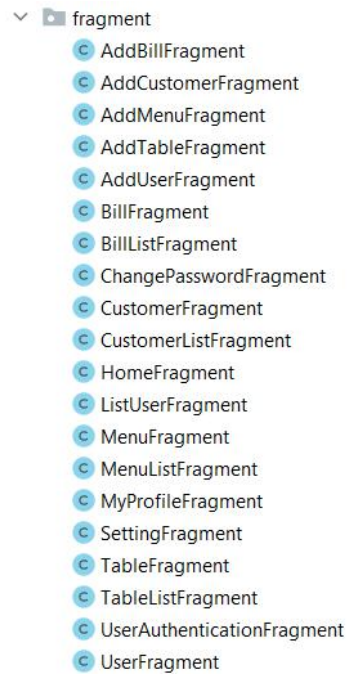 fragment
C AddBillFragment
C AddCustomerFragment
C AddMenuFragment
C AddTableFragment
C AddUserFragment
C BillFragment
C BillListFragment
C ChangePasswordFragment
C CustomerFragment
C CustomerListFragment
C HomeFragment
C ListUserFragment
C MenuFragment
C MenuListFragment
C MyProfileFragment
C SettingFragment
C TableFragment
C TableListFragment
C UserAuthenticationFragment
C UserFragment